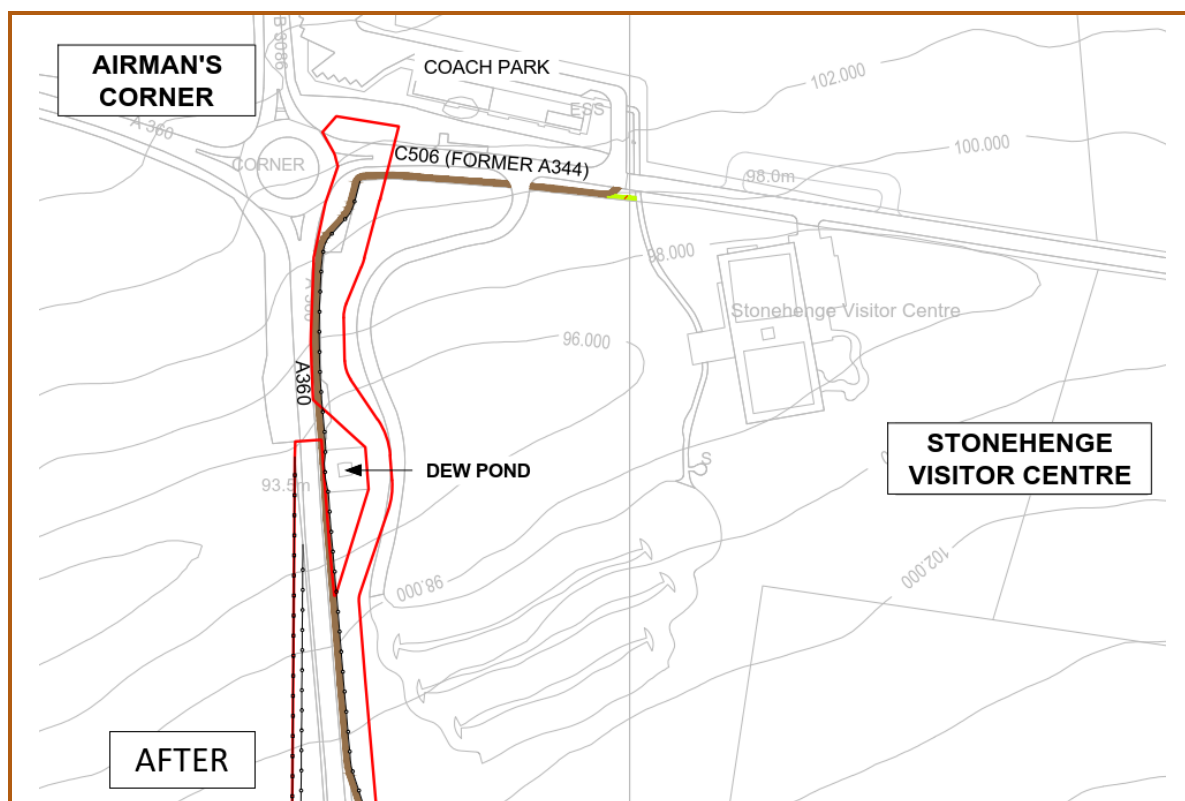 B 3086
AIRMAN'S
CORNER
COACH PARK
ESS
102.000
A 360
CORNER
C506 (FORMER A344)
100.000
98.0m
98.000
Stonehenge Visitor Centre
96.000
A360
STONEHENGE
VISITOR CENTRE
S
DEW POND
93.5m
102.000
98.000
AFTER